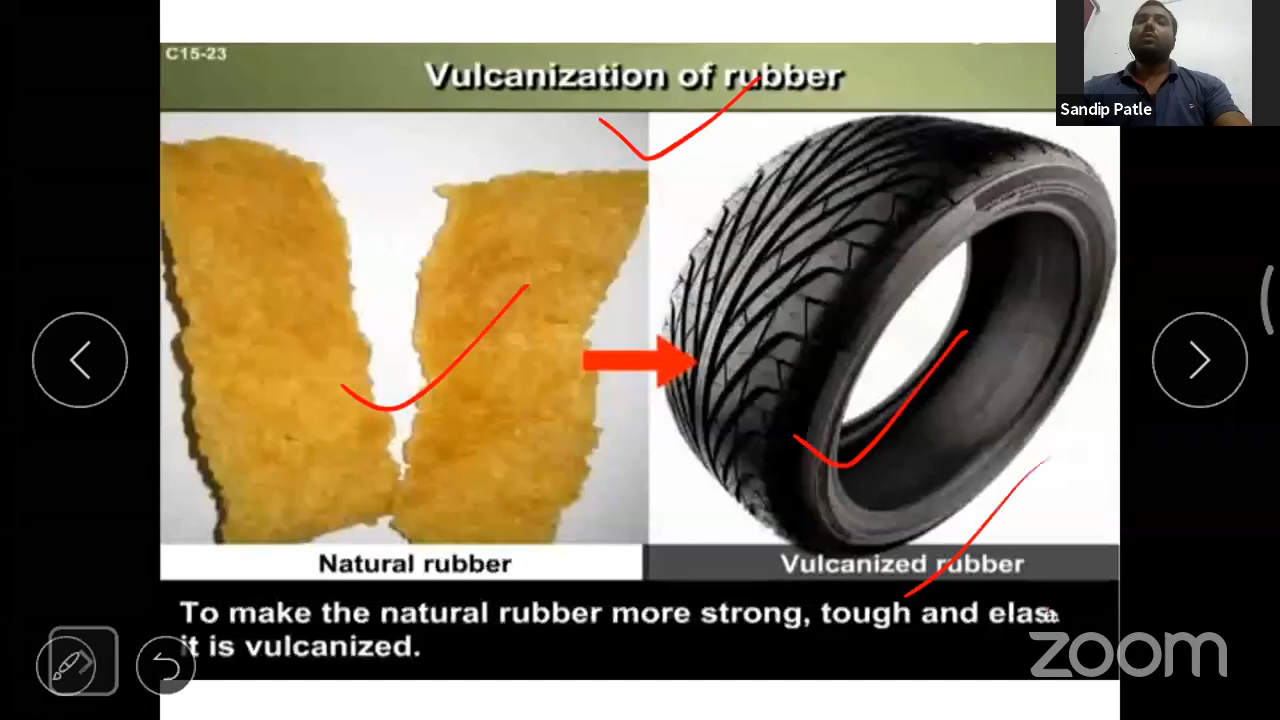 C15-23
Vulcanization of rubber
Sandip Patle
Natural rubber
Vulcanized rubber
To make the natural rubber more strong, tough and
it is vulcanized.
zoom